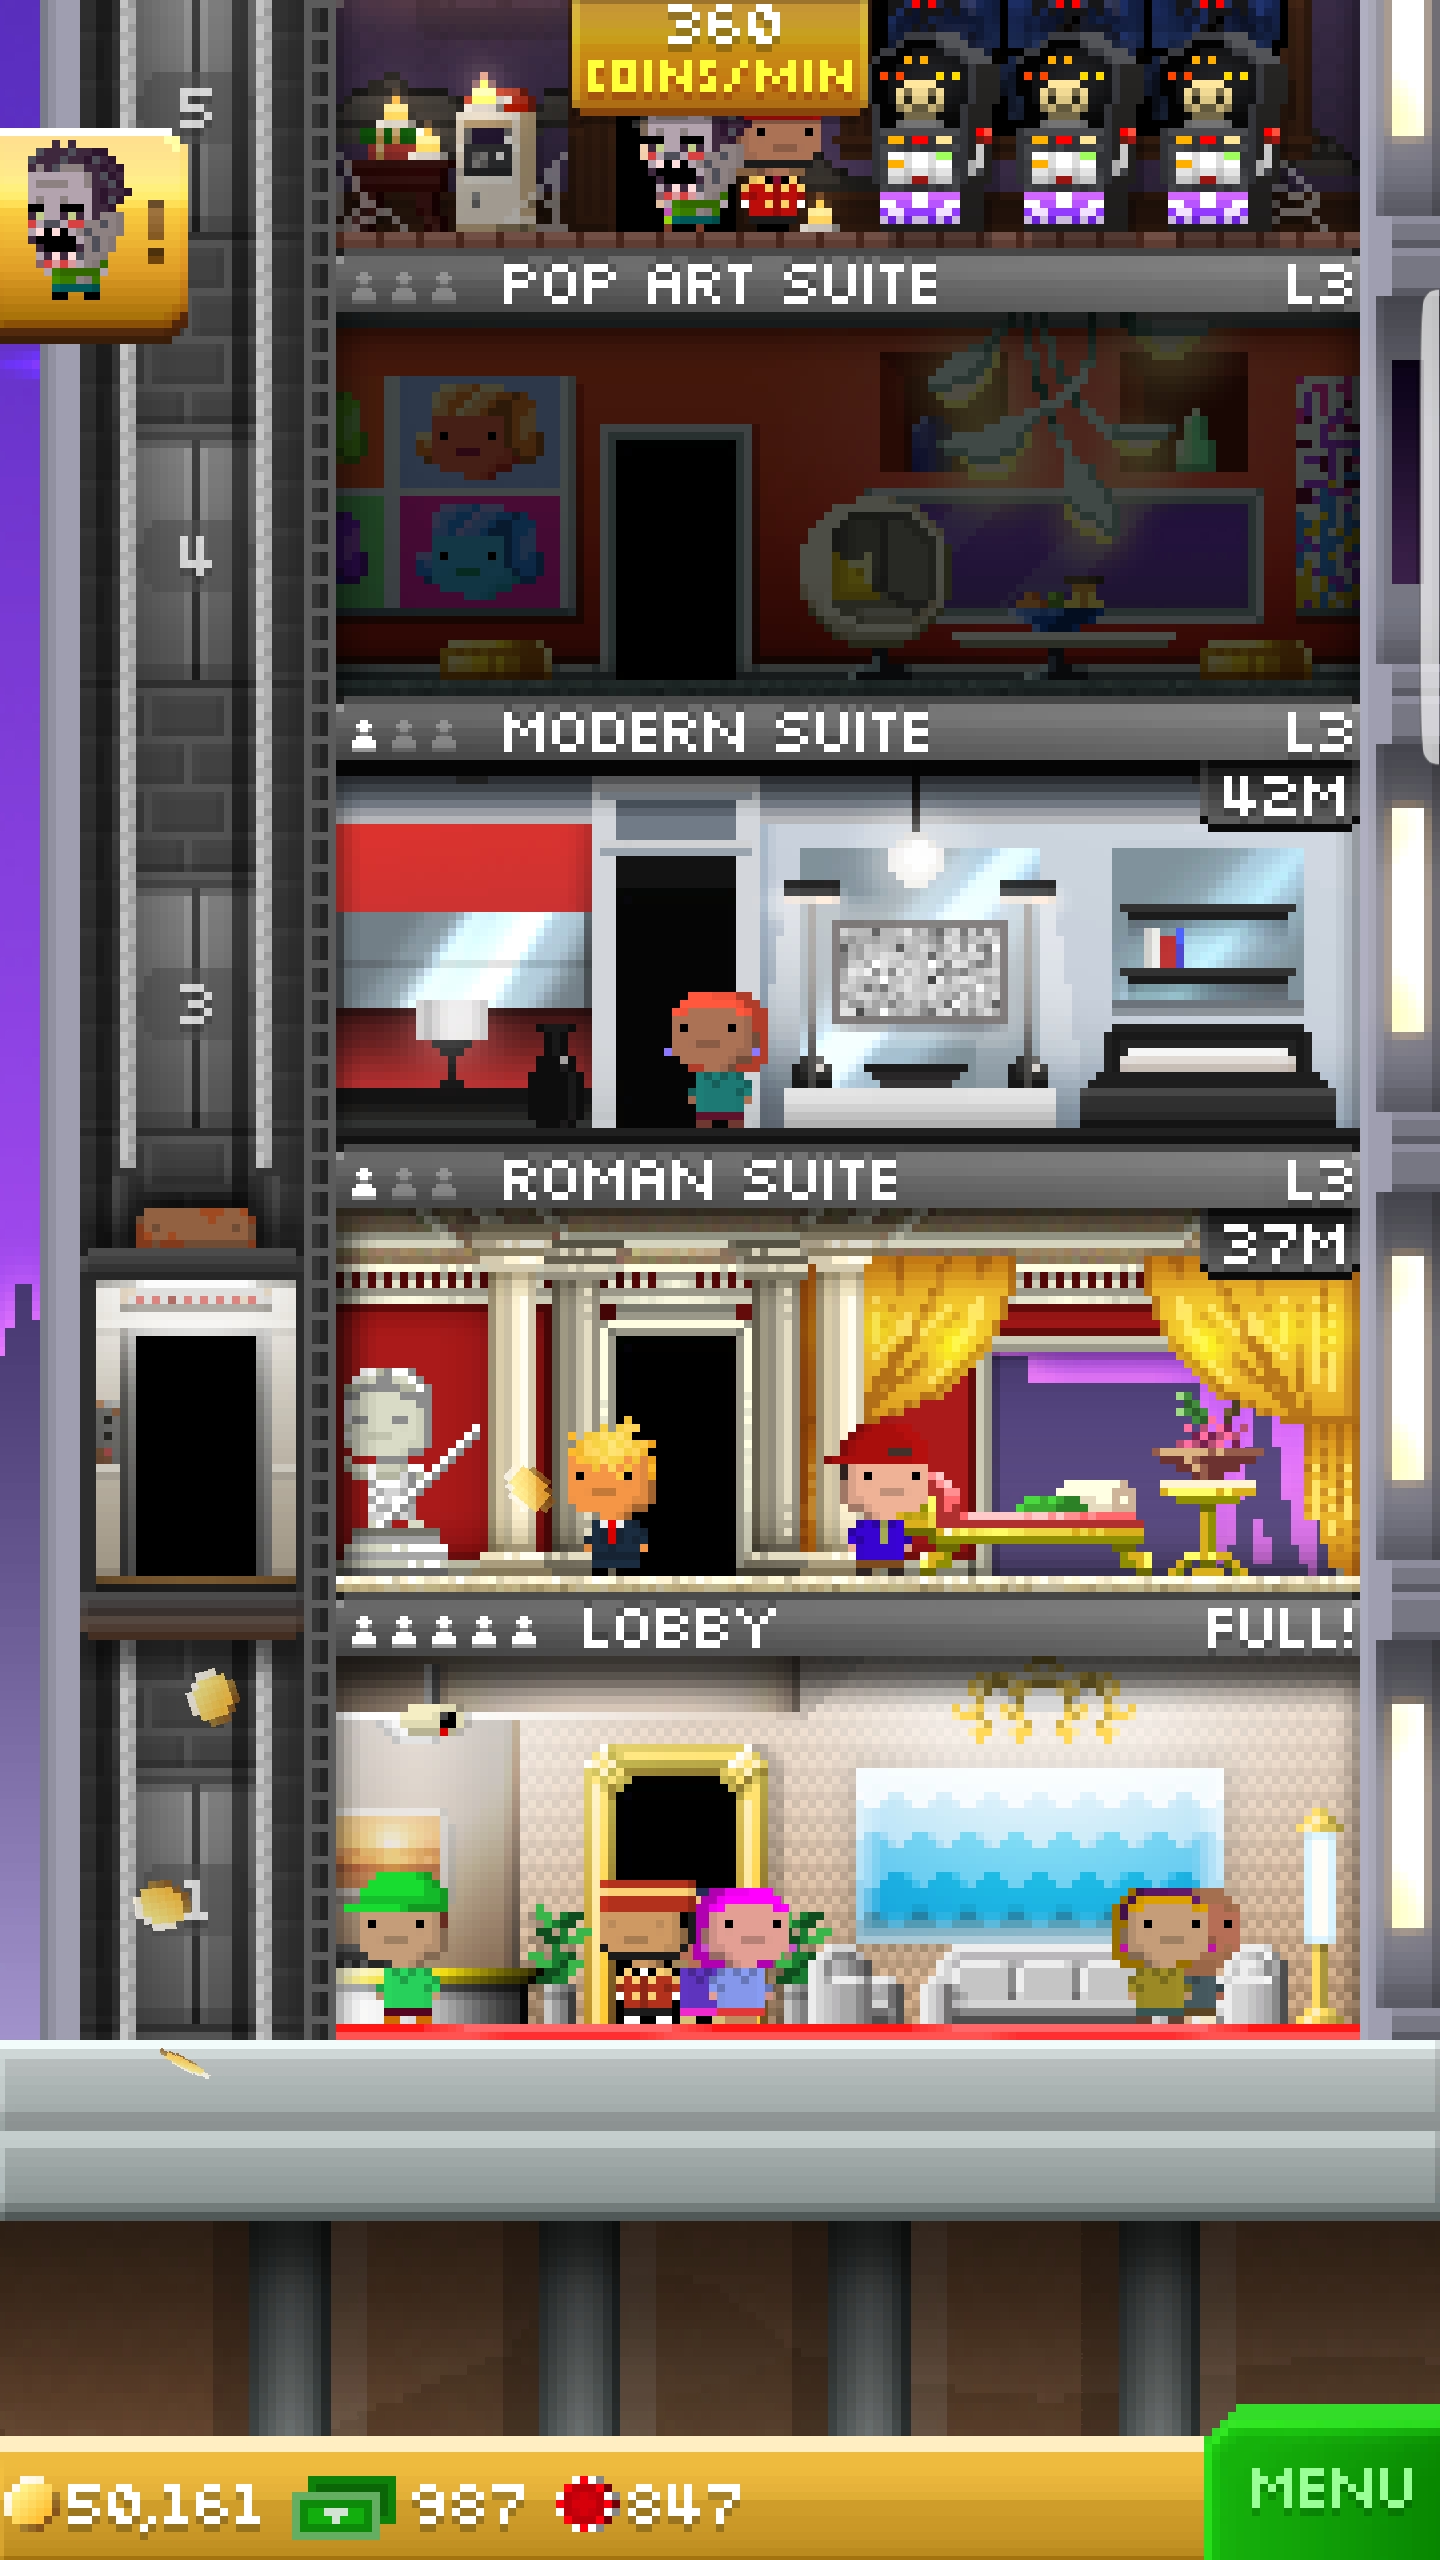 360
COINS/MIN
5
!
POP ART SUITE L3
4
MODERN SUITE L3
42M
3
ROMAN SUITE L3
37M
LOBBY FULL!
1
50,161 987 847
MENU